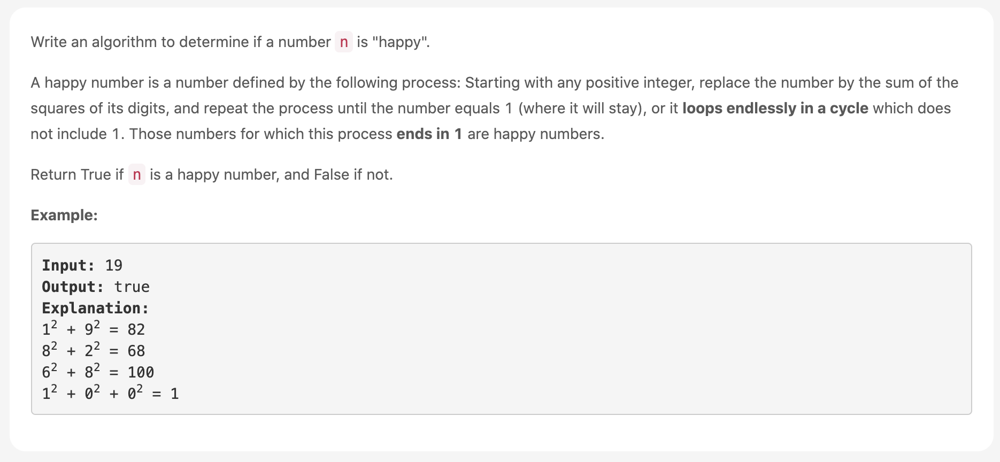 Write an algorithm to determine if a number n is "happy".
A happy number is a number defined by the following process: Starting with any positive integer, replace the number by the sum of the
squares of its digits, and repeat the process until the number equals 1 (where it will stay), or it loops endlessly in a cycle which does
not include 1. Those numbers for which this process ends in 1 are happy numbers.
Return True if n is a happy number, and False if not.
Example:
Input: 19
Output: true
Explanation:
1² + 9² = 82
8² + 2² = 68
6² + 8² = 100
1² + 0² + 0² = 1